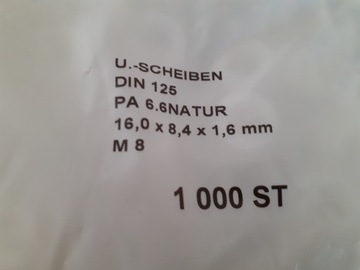 U.-SCHEIBEN
DIN 125
PA 6.6NATUR
16,0 x 8,4 x 1,6 mm
M 8
1 000 ST